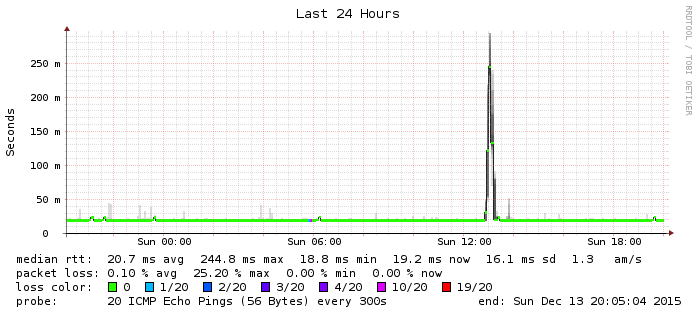 Last 24 Hours
RRDTOOL / TOBI OETIKER
Seconds
250 m
200 m
150 m
100 m
50 m
0
Sun 00:00 Sun 06:00 Sun 12:00 Sun 18:00
median rtt: 20.7 ms avg 244.8 ms max 18.8 ms min 19.2 ms now 16.1 ms sd 1.3 am/s
packet loss: 0.10 % avg 25.20 % max 0.00 % min 0.00 % now
loss color: 0 1/20 2/20 3/20 4/20 10/20 19/20
probe: 20 ICMP Echo Pings (56 Bytes) every 300s end: Sun Dec 13 20:05:04 2015